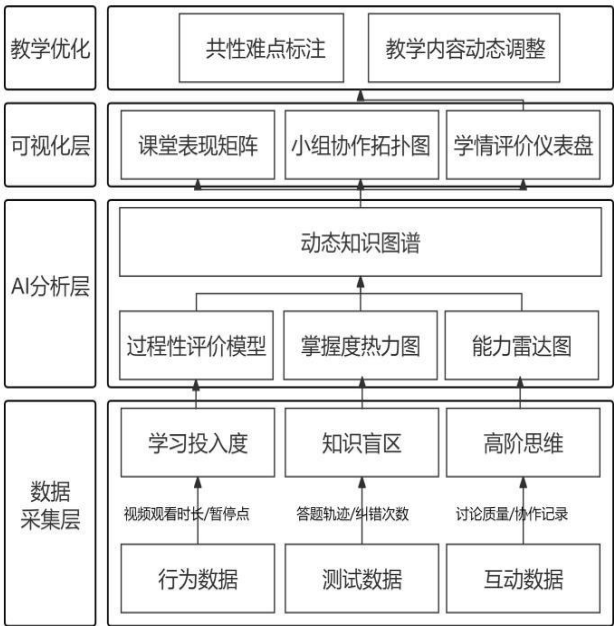 教学优化
共性难点标注
教学内容动态调整
可视化层
课堂表现矩阵
小组协作拓扑图
学情评价仪表盘
AI分析层
动态知识图谱
过程性评价模型
掌握度热力图
能力雷达图
数据
采集层
学习投入度
知识盲区
高阶思维
视频观看时长/暂停点
答题轨迹/纠错次数
讨论质量/协作记录
行为数据
测试数据
互动数据